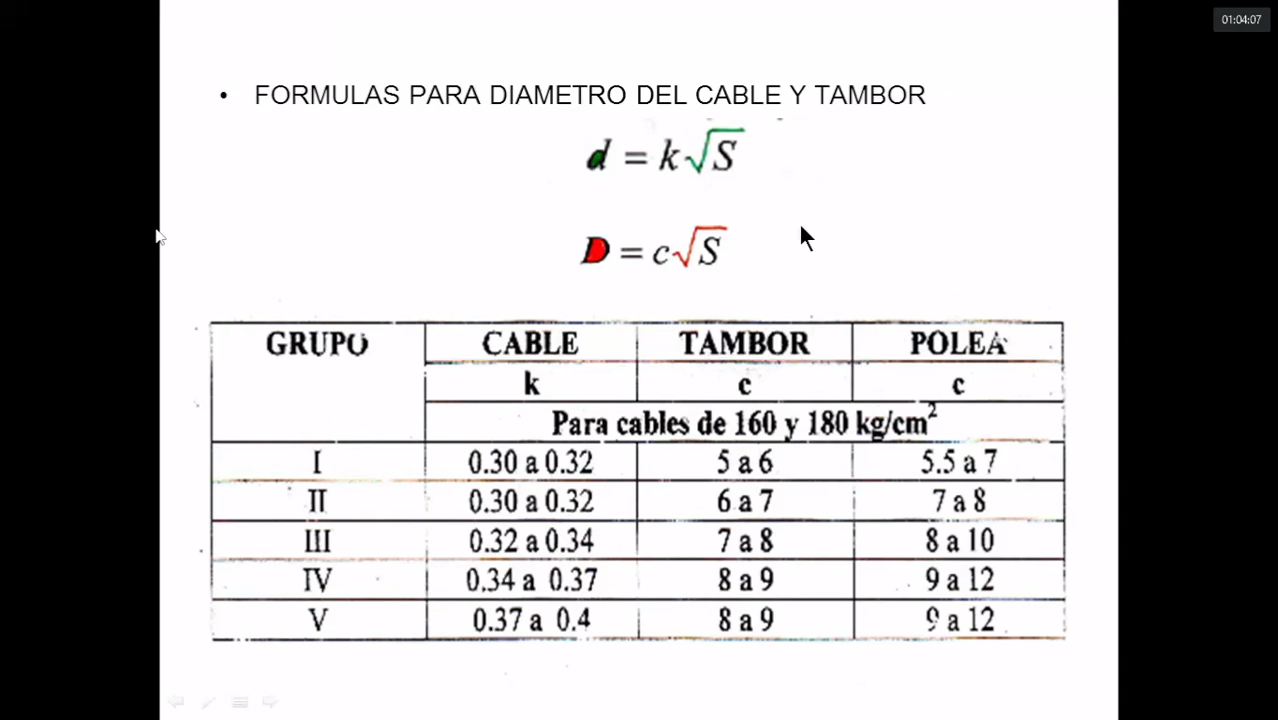 01:04:07
• FORMULAS PARA DIAMETRO DEL CABLE Y TAMBOR
d = k√S
D = c√S
GRUPO CABLE TAMBOR POLEA
k c c
Para cables de 160 y 180 kg/cm²
I 0.30 a 0.32 5 a 6 5.5 a 7
II 0.30 a 0.32 6 a 7 7 a 8
III 0.32 a 0.34 7 a 8 8 a 10
IV 0.34 a 0.37 8 a 9 9 a 12
V 0.37 a 0.4 8 a 9 9 a 12